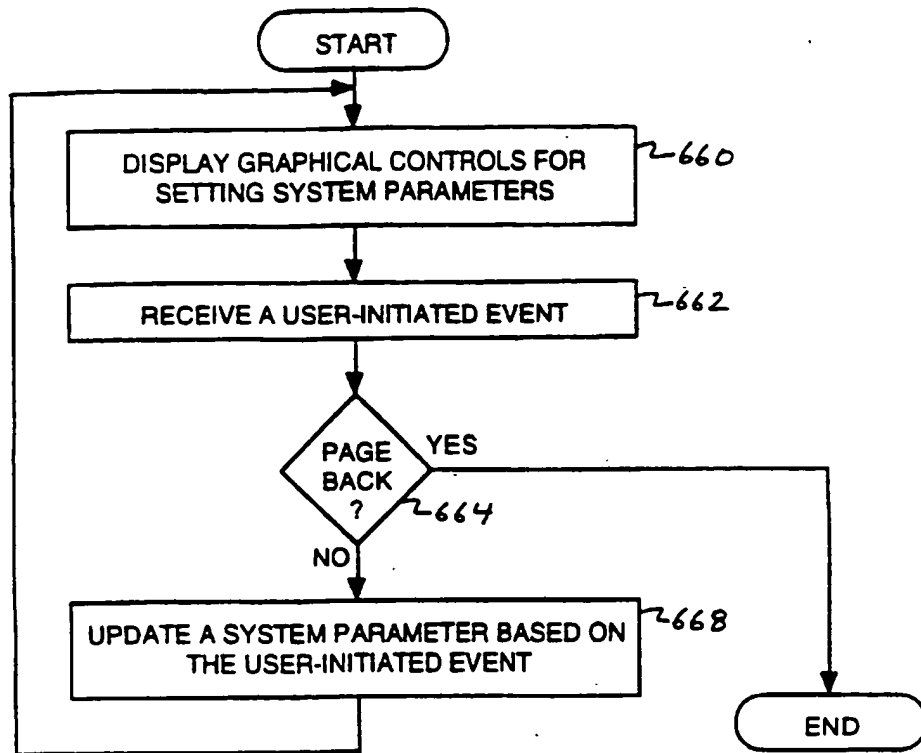 START
DISPLAY GRAPHICAL CONTROLS FOR
SETTING SYSTEM PARAMETERS
660
RECEIVE A USER-INITIATED EVENT
662
PAGE
BACK
?
YES
664
NO
UPDATE A SYSTEM PARAMETER BASED ON
THE USER-INITIATED EVENT
668
END